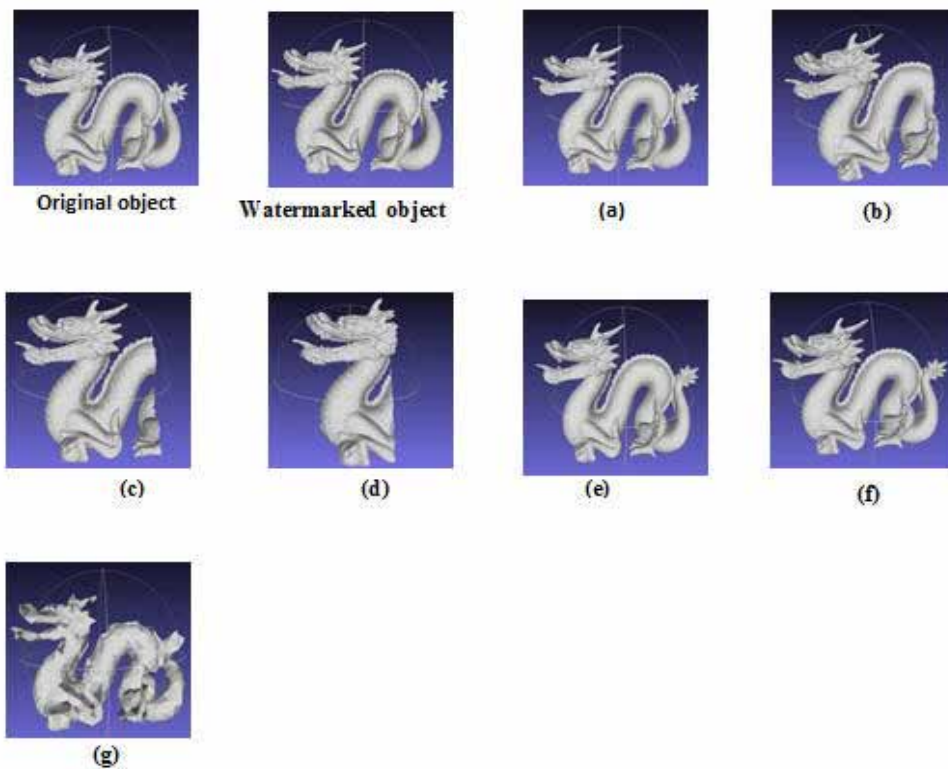 Original object
Watermarked object
(a)
(b)
(c)
(d)
(e)
(f)
(g)